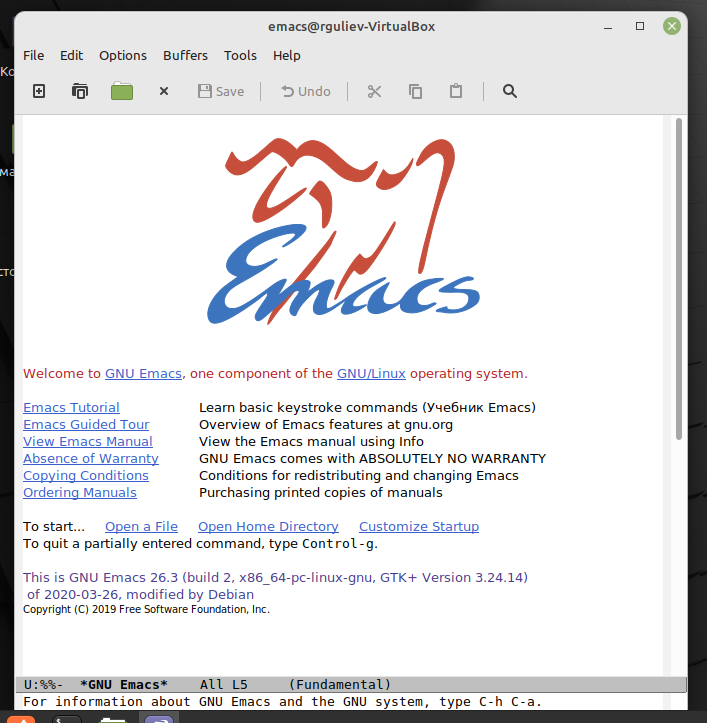 emacs@rguliev-VirtualBox
File Edit Options Buffers Tools Help
Save Undo
Emacs
Welcome to GNU Emacs, one component of the GNU/Linux operating system.
Emacs Tutorial Learn basic keystroke commands (Учебник Emacs)
Emacs Guided Tour Overview of Emacs features at gnu.org
View Emacs Manual View the Emacs manual using Info
Absence of Warranty GNU Emacs comes with ABSOLUTELY NO WARRANTY
Copying Conditions Conditions for redistributing and changing Emacs
Ordering Manuals Purchasing printed copies of manuals
To start... Open a File Open Home Directory Customize Startup
To quit a partially entered command, type Control-g.
This is GNU Emacs 26.3 (build 2, x86_64-pc-linux-gnu, GTK+ Version 3.24.14)
of 2020-03-26, modified by Debian
Copyright (C) 2019 Free Software Foundation, Inc.
U:%%- *GNU Emacs* All L5 (Fundamental)
For information about GNU Emacs and the GNU system, type C-h C-a.